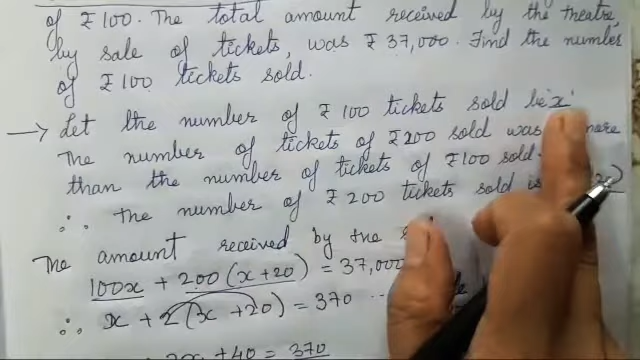 of ₹100. The total amount received by the theatre,
by sale of tickets, was ₹ 37,000. Find the number
of ₹100 tickets sold.
→ Let the number of ₹100 tickets sold be 'x'
The number of tickets of ₹200 sold was more
than the number of tickets of ₹100 sold.
∴ the number of ₹200 tickets sold is
The amount received by the
100x + 200 (x+20) = 37,000
∴ x + 2(x+20) = 370
+40 = 370